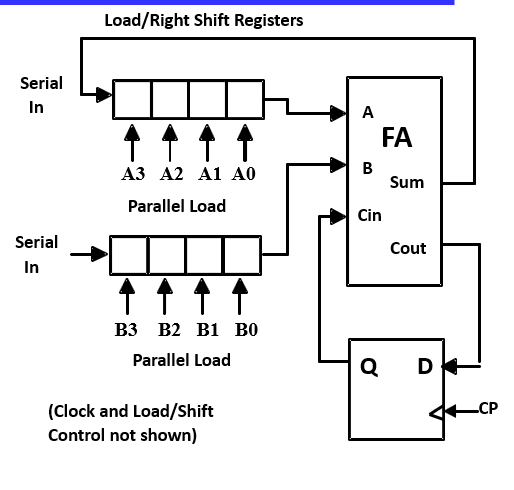 Load/Right Shift Registers
Serial
In
A
FA
B
A3 A2 A1 A0
Sum
Parallel Load
Cin
Serial
In
Cout
B3 B2 B1 B0
Parallel Load
Q D
(Clock and Load/Shift
Control not shown)
CP